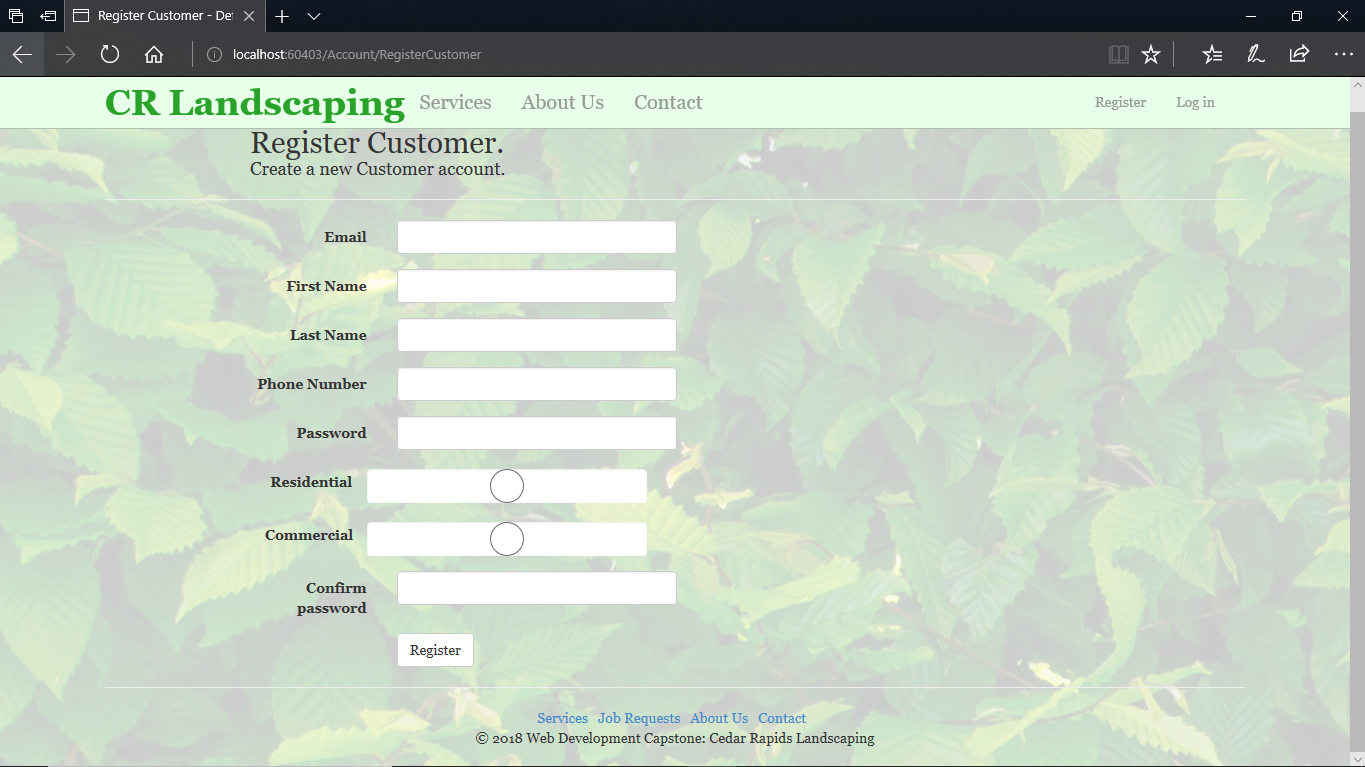 Register Customer - Def
localhost:60403/Account/RegisterCustomer
CR Landscaping Services About Us Contact Register Log in
Register Customer.
Create a new Customer account.
Email
First Name
Last Name
Phone Number
Password
Residential
Commercial
Confirm
password
Register
Services Job Requests About Us Contact
© 2018 Web Development Capstone: Cedar Rapids Landscaping